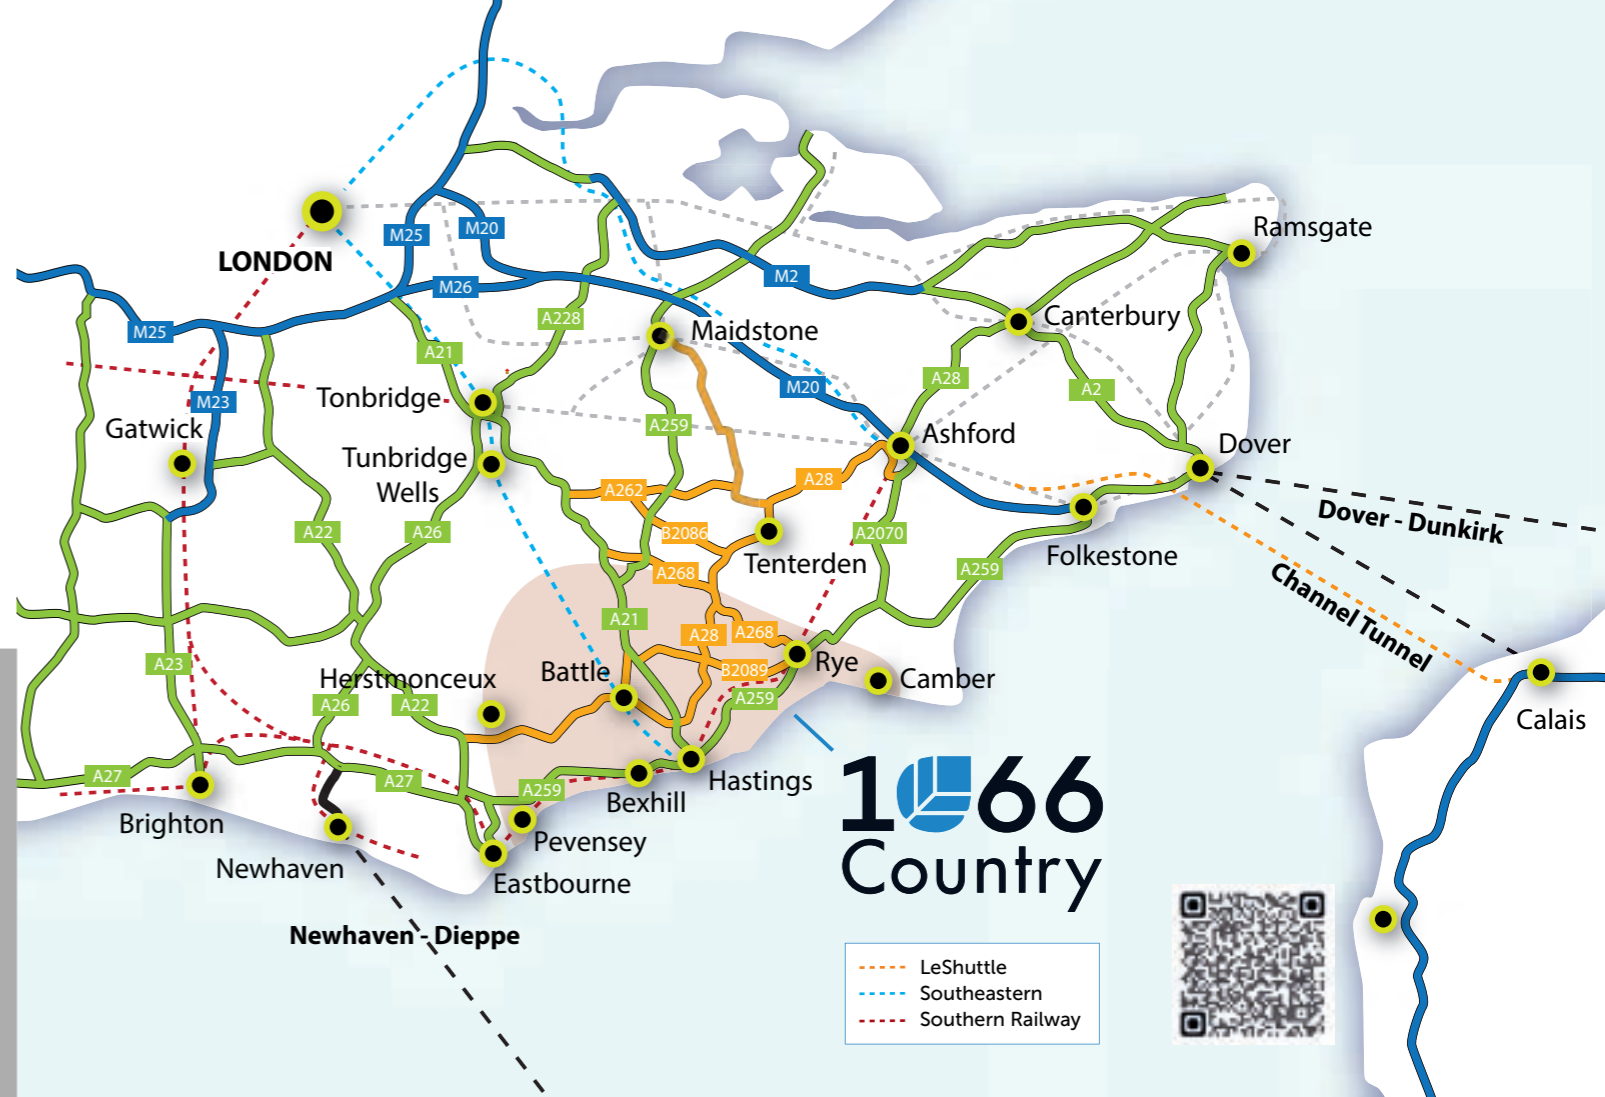 Ramsgate
M25
M20
LONDON
M26
M2
A228
Canterbury
M25
Maidstone
A21
A28
M20
A2
Tonbridge
M23
Gatwick
A259
Ashford
Dover
Tunbridge
Wells
A28
A262
A22
A26
B2086
A2070
Dover - Dunkirk
Tenterden
Folkestone
A268
A259
Channel Tunnel
A21
A28
A268
A23
Battle
B2089
Rye
Herstmonceux
Camber
A26
A22
A259
Calais
A27
A27
A259
Hastings
Bexhill
Brighton
Pevensey
Newhaven
Eastbourne
1066
Country
Newhaven - Dieppe
LeShuttle
Southeastern
Southern Railway